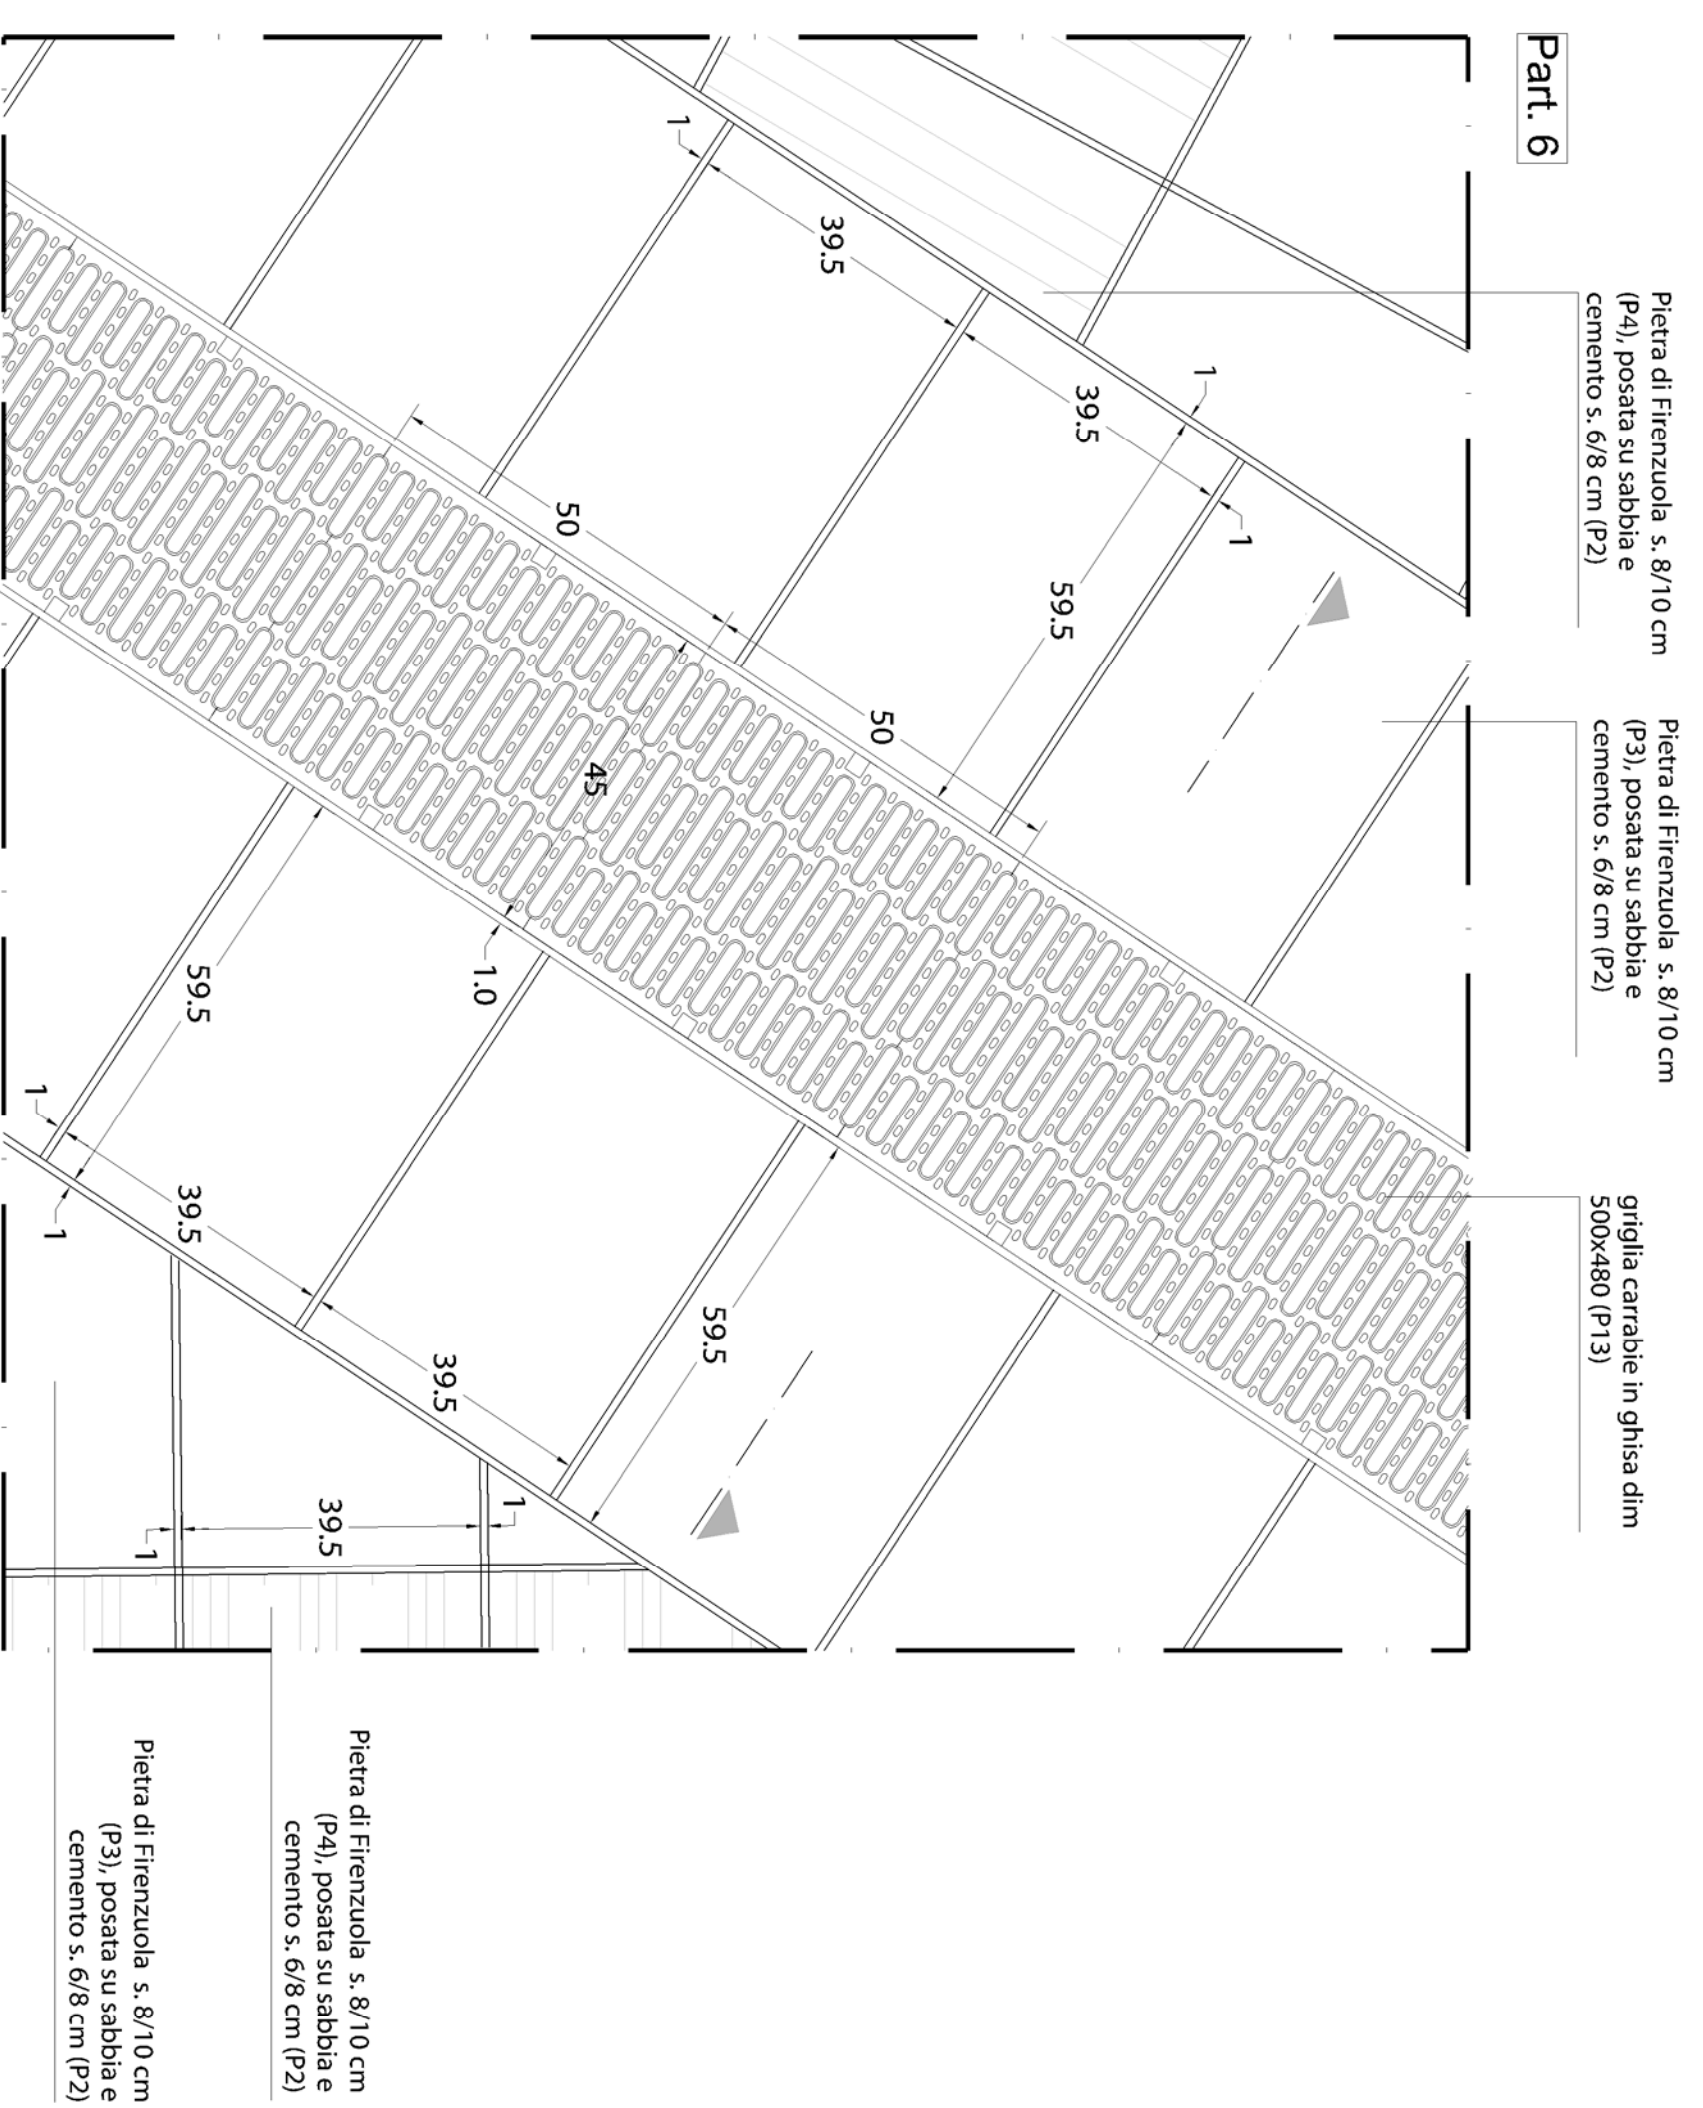 Part. 6
Pietra di Firenzuola s. 8/10 cm
(P4), posata su sabbia e
cemento s. 6/8 cm (P2)
Pietra di Firenzuola s. 8/10 cm
(P3), posata su sabbia e
cemento s. 6/8 cm (P2)
griglia carrabie in ghisa dim
500x480 (P13)
1
39.5
1
39.5
1
59.5
50
50
45
1.0
59.5
1
39.5
1
39.5
59.5
1
39.5
1
Pietra di Firenzuola s. 8/10 cm
(P4), posata su sabbia e
cemento s. 6/8 cm (P2)
Pietra di Firenzuola s. 8/10 cm
(P3), posata su sabbia e
cemento s. 6/8 cm (P2)